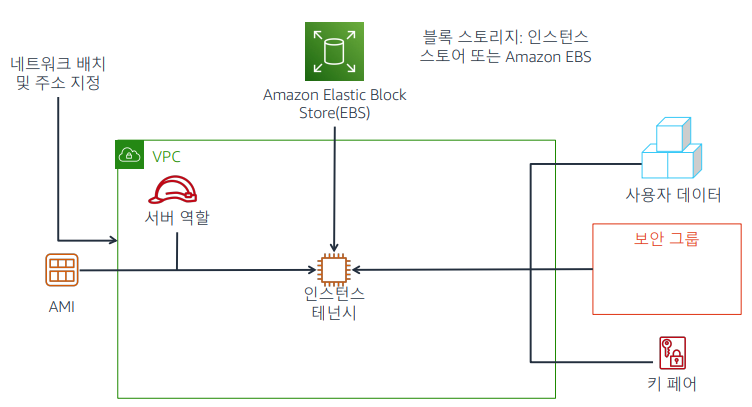 네트워크 배치
및 주소 지정
Amazon Elastic Block
Store(EBS)
블록 스토리지: 인스턴스
스토어 또는 Amazon EBS
VPC
서버 역할
AMI
인스턴스
테넌시
사용자 데이터
보안 그룹
키 페어